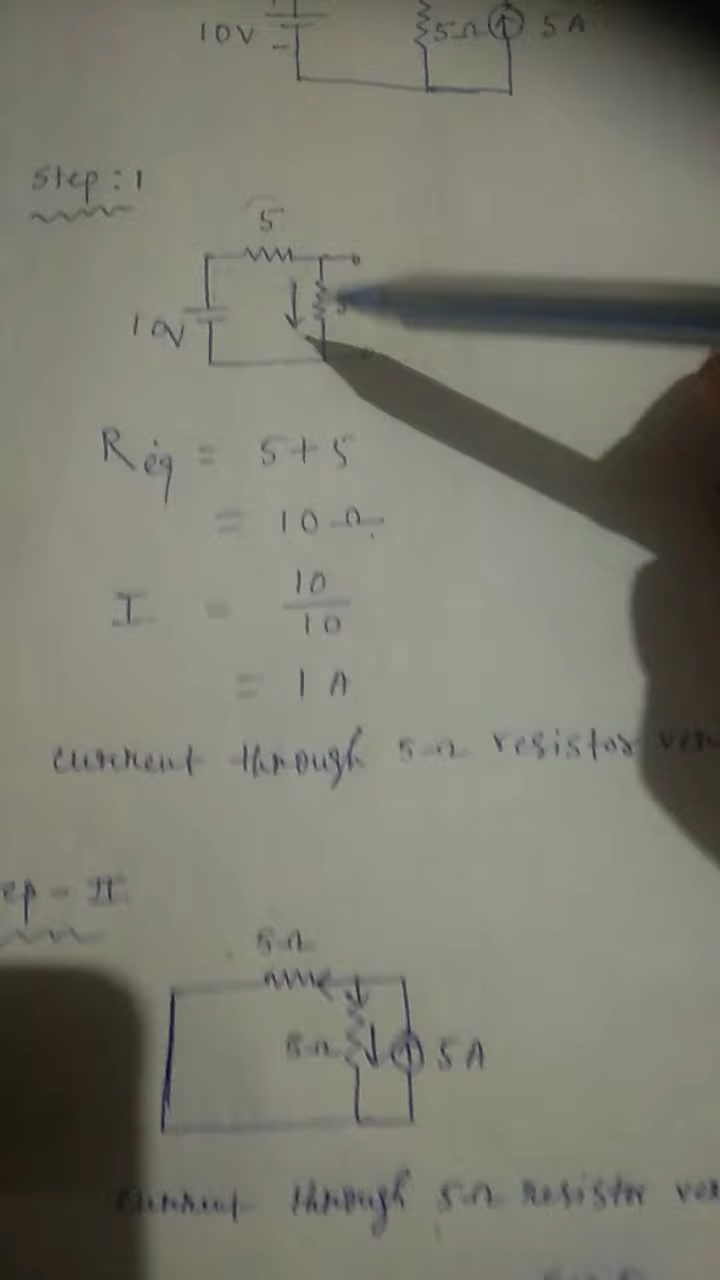 10V 5Ω 5A
step:1
5
10V
Req = 5+5
= 10Ω
I = 10
10
= 1 A
current through 5Ω resistor
ep - II
5Ω
5Ω 5A
current through 5Ω resistor